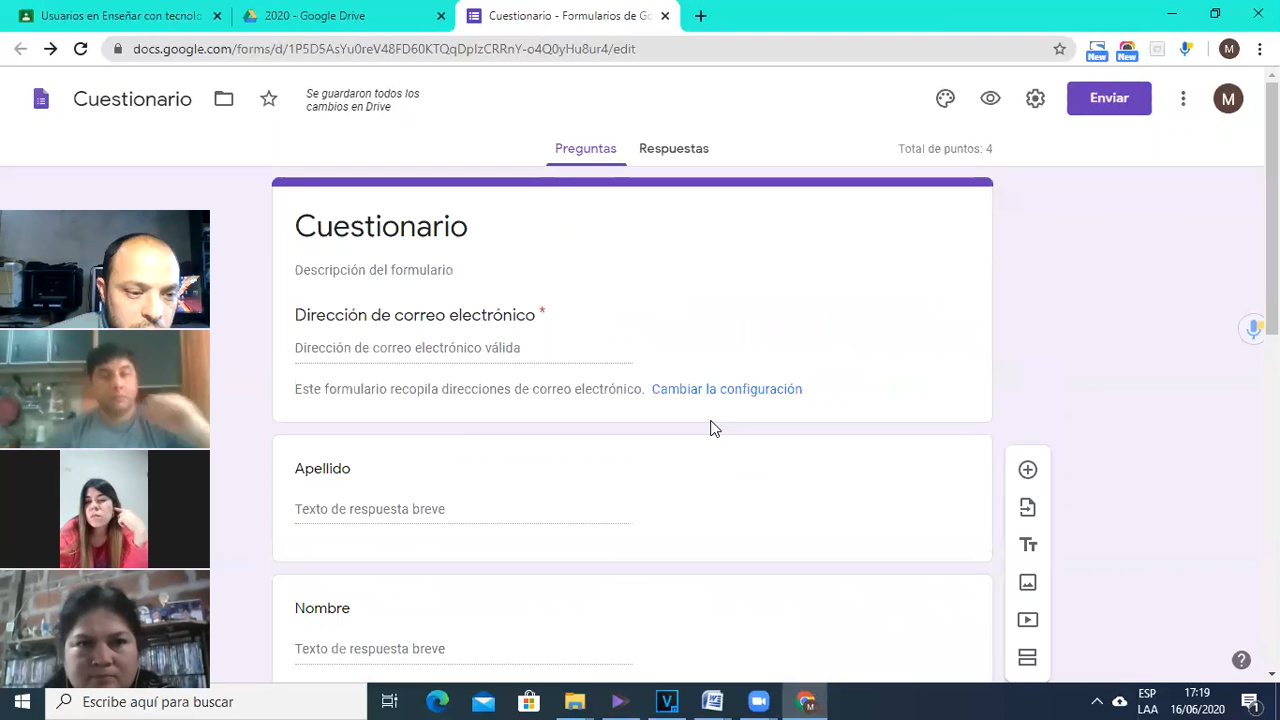 Usuarios en Enseñar con tecnolo
2020 - Google Drive
Cuestionario - Formularios de Go
docs.google.com/forms/d/1P5D5AsYu0reV48FD60KTQgDpIzCRRnY-o4Q0yHu8ur4/edit
New
New
M
Cuestionario
Se guardaron todos los
cambios en Drive
Enviar
M
Preguntas
Respuestas
Total de puntos: 4
Cuestionario
Descripción del formulario
Dirección de correo electrónico *
Dirección de correo electrónico válida
Este formulario recopila direcciones de correo electrónico. Cambiar la configuración
Apellido
Texto de respuesta breve
Tт
Nombre
Texto de respuesta breve
Escribe aquí para buscar
ESP
LAA
17:19
16/06/2020
1